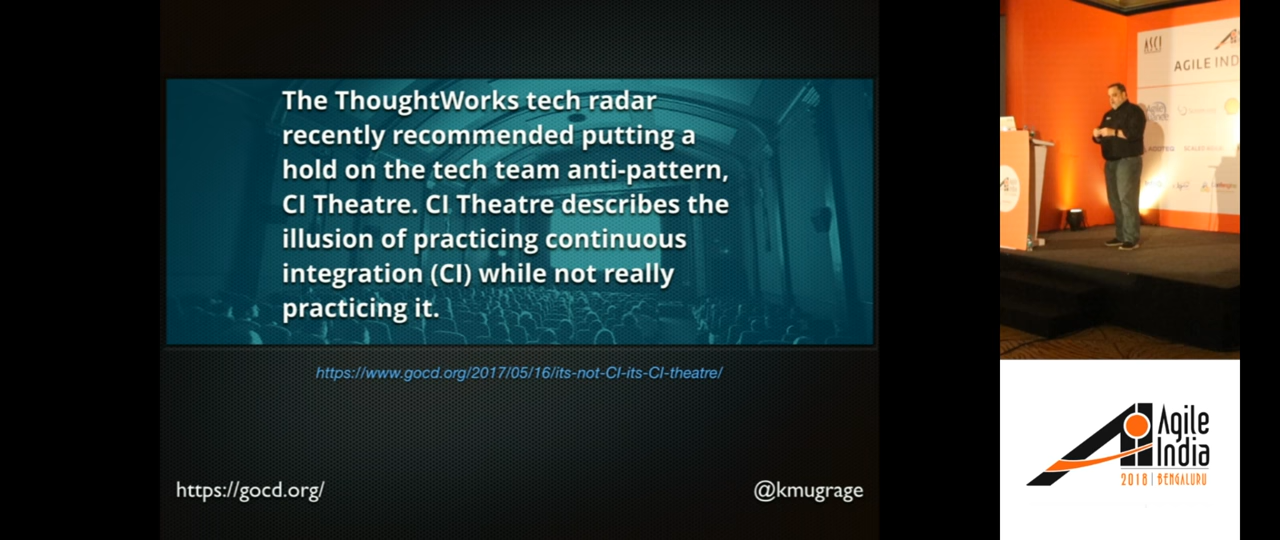 The ThoughtWorks tech radar
recently recommended putting a
hold on the tech team anti-pattern,
CI Theatre. CI Theatre describes the
illusion of practicing continuous
integration (CI) while not really
practicing it.
https://www.gocd.org/2017/05/16/its-not-CI-its-CI-theatre/
https://gocd.org/
@kmugrage
ASCI
AGILE IND
Agile
India
2018 | BENGALURU